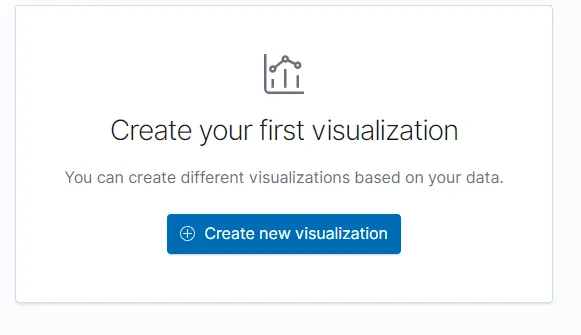 Create your first visualization
You can create different visualizations based on your data.
Create new visualization